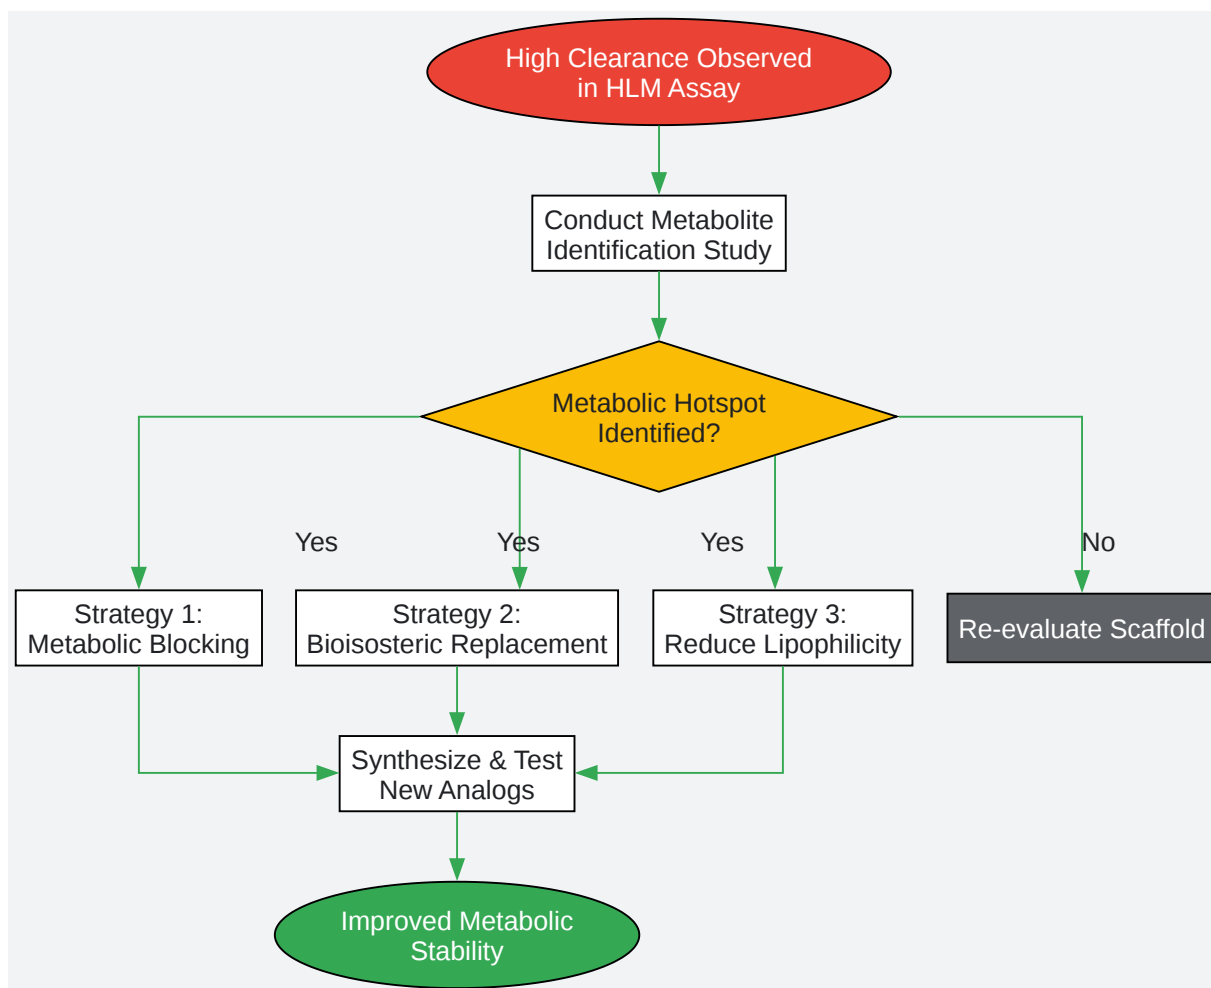 High Clearance Observed
in HLM Assay
Conduct Metabolite
Identification Study
Metabolic Hotspot
Identified?
Yes
Yes
Yes
No
Strategy 1:
Metabolic Blocking
Strategy 2:
Bioisosteric Replacement
Strategy 3:
Reduce Lipophilicity
Re-evaluate Scaffold
Synthesize & Test
New Analogs
Improved Metabolic
Stability